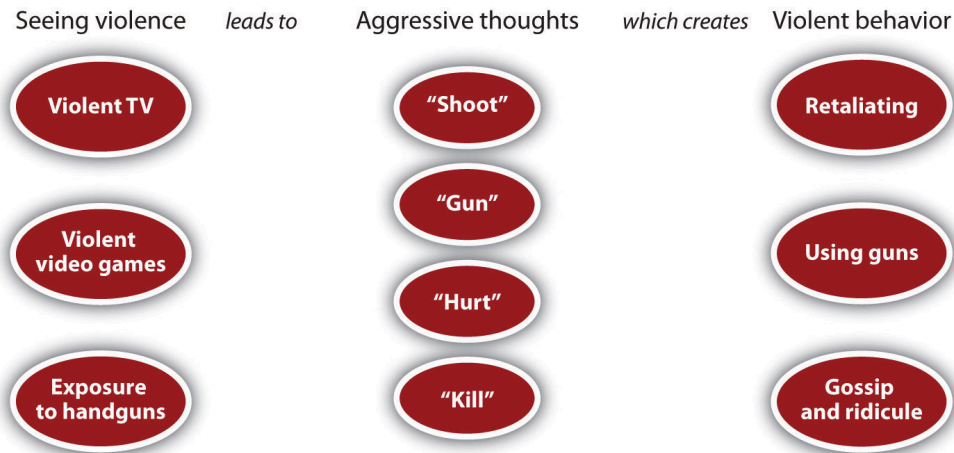 Seeing violence leads to Aggressive thoughts which creates Violent behavior
Violent TV
Violent
video games
Exposure
to handguns
“Shoot”
“Gun”
“Hurt”
“Kill”
Retaliating
Using guns
Gossip
and ridicule